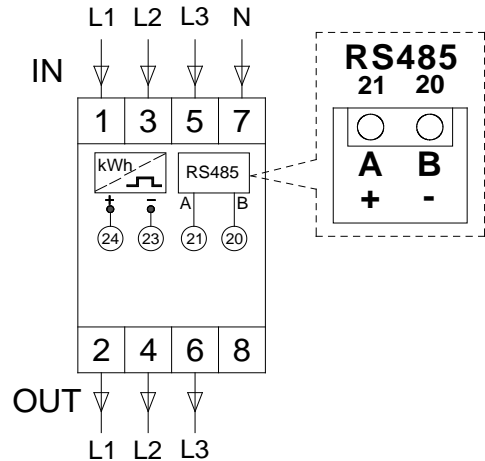 L1 L2 L3 N
IN
1 3 5 7
kWh
RS485
+ - A B
24 23 21 20
2 4 6 8
OUT
L1 L2 L3
RS485
21 20
A B
+ -